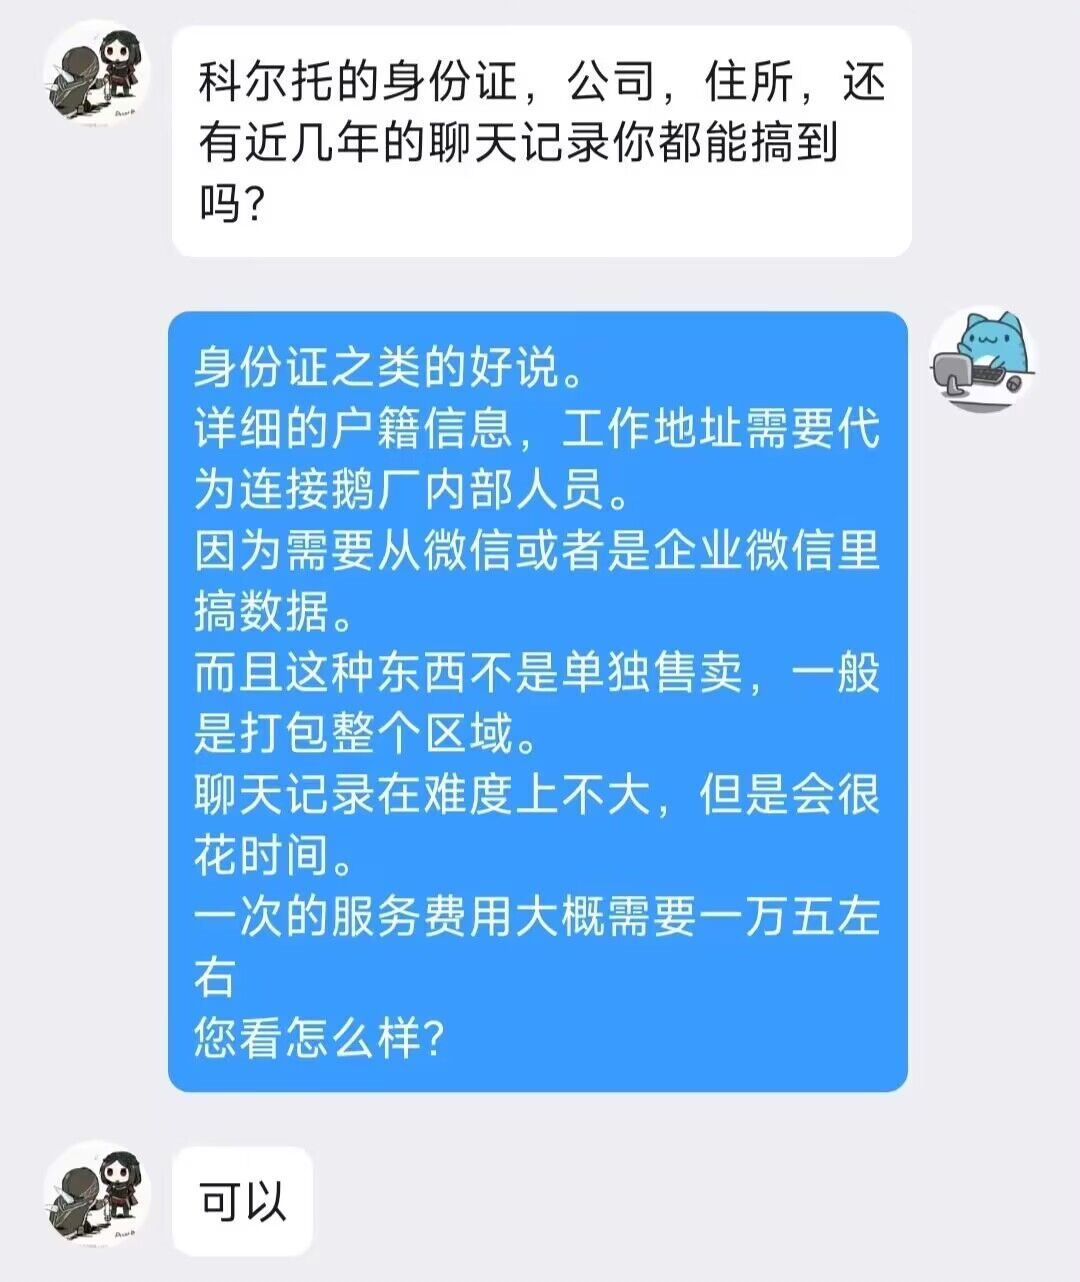 科尔托的身份证，公司，住所，还
有近几年的聊天记录你都能搞到
吗？
身份证之类的好说。
详细的户籍信息，工作地址需要代
为连接鹅厂内部人员。
因为需要从微信或者是企业微信里
搞数据。
而且这种东西不是单独售卖，一般
是打包整个区域。
聊天记录在难度上不大，但是会很
花时间。
一次的服务费用大概需要一万五左
右
您看怎么样？
可以